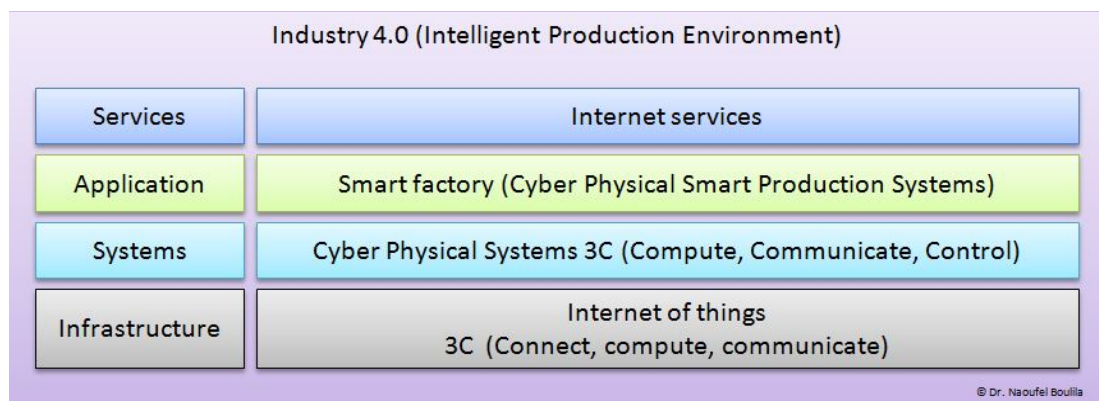 Industry 4.0 (Intelligent Production Environment)
Services
Internet services
Application
Smart factory (Cyber Physical Smart Production Systems)
Systems
Cyber Physical Systems 3C (Compute, Communicate, Control)
Infrastructure
Internet of things
3C (Connect, compute, communicate)
© Dr. Naoufel Boulila